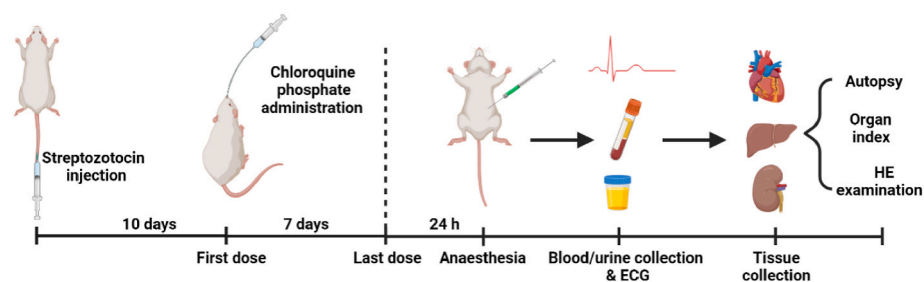 Streptozotocin
injection
Chloroquine
phosphate
administration
Autopsy
Organ
index
HE
examination
10 days
7 days
24 h
First dose
Last dose
Anaesthesia
Blood/urine collection
& ECG
Tissue
collection